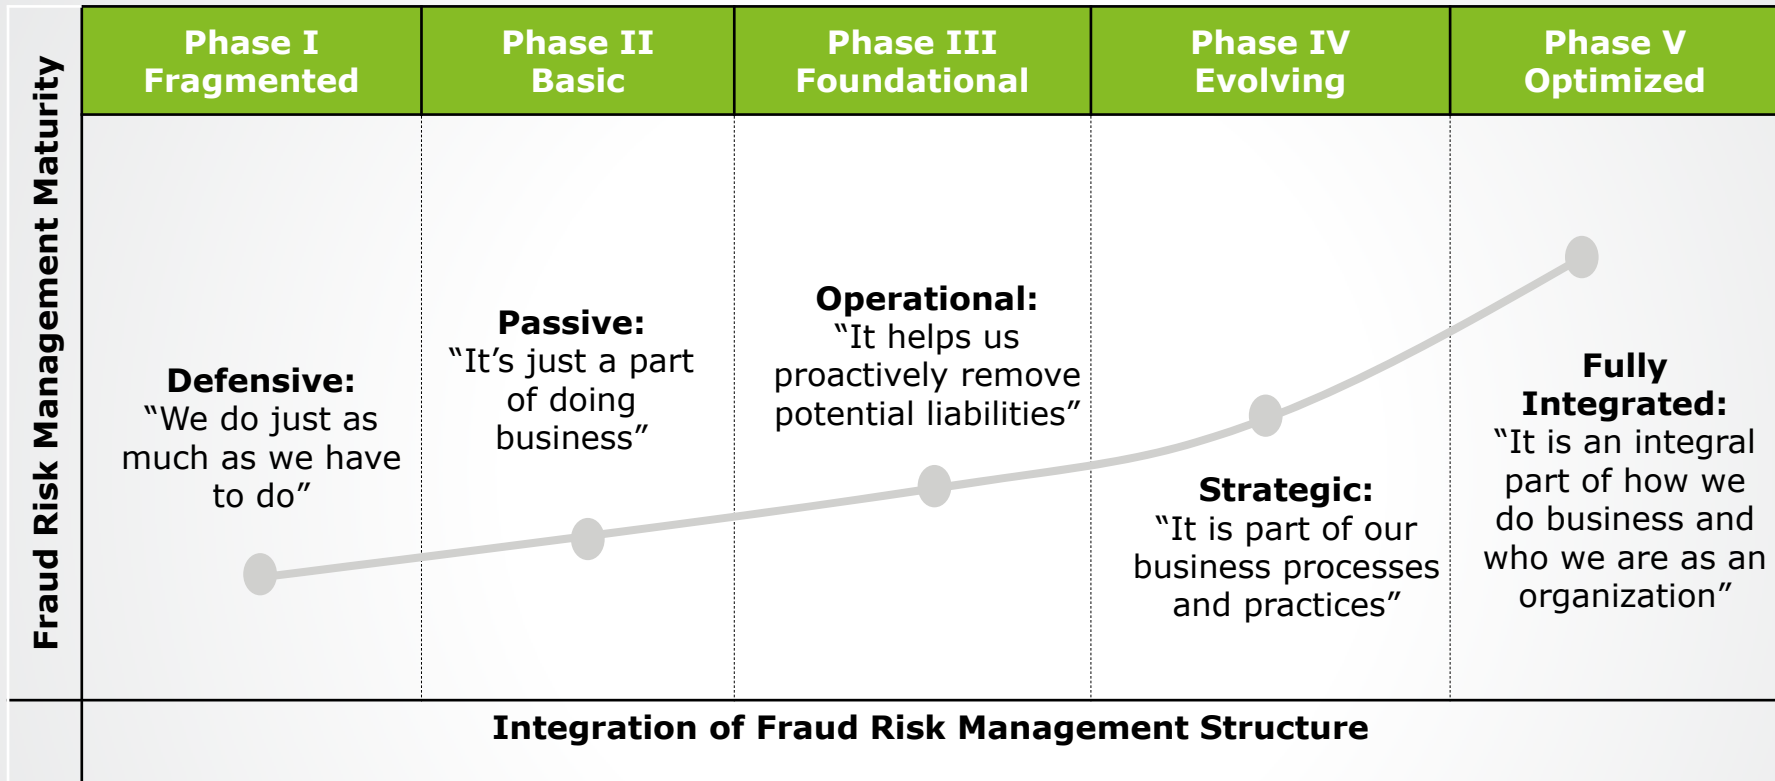 Fraud Risk Management Maturity
Phase I
Fragmented
Phase II
Basic
Phase III
Foundational
Phase IV
Evolving
Phase V
Optimized
Defensive:
“We do just as
much as we have
to do”
Passive:
“It’s just a part
of doing
business”
Operational:
“It helps us
proactively remove
potential liabilities”
Strategic:
“It is part of our
business processes
and practices”
Fully
Integrated:
“It is an integral
part of how we
do business and
who we are as an
organization”
Integration of Fraud Risk Management Structure